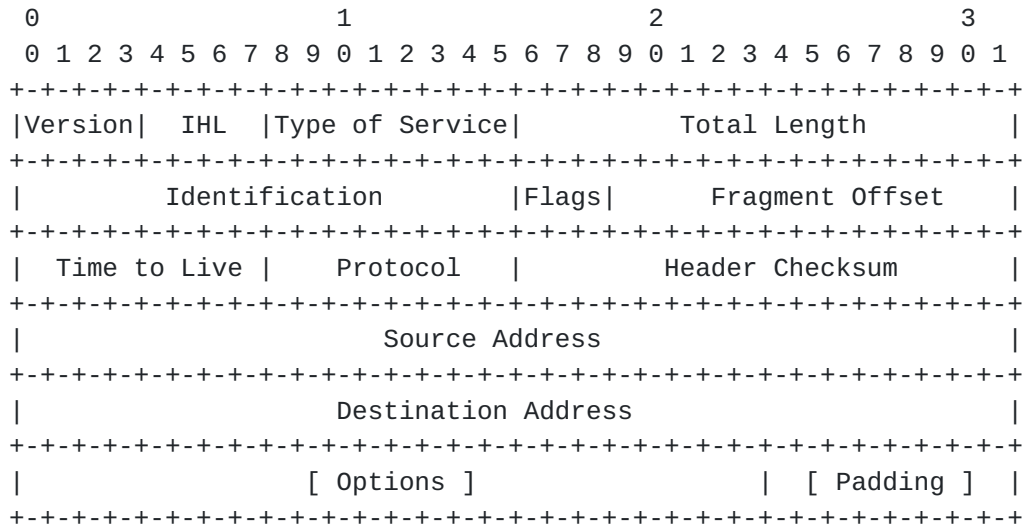 0                   1                   2                   3
 0 1 2 3 4 5 6 7 8 9 0 1 2 3 4 5 6 7 8 9 0 1 2 3 4 5 6 7 8 9 0 1
+-+-+-+-+-+-+-+-+-+-+-+-+-+-+-+-+-+-+-+-+-+-+-+-+-+-+-+-+-+-+-+-+
|Version|  IHL  |Type of Service|          Total Length         |
+-+-+-+-+-+-+-+-+-+-+-+-+-+-+-+-+-+-+-+-+-+-+-+-+-+-+-+-+-+-+-+-+
|         Identification        |Flags|      Fragment Offset    |
+-+-+-+-+-+-+-+-+-+-+-+-+-+-+-+-+-+-+-+-+-+-+-+-+-+-+-+-+-+-+-+-+
|  Time to Live |    Protocol   |         Header Checksum       |
+-+-+-+-+-+-+-+-+-+-+-+-+-+-+-+-+-+-+-+-+-+-+-+-+-+-+-+-+-+-+-+-+
|                       Source Address                          |
+-+-+-+-+-+-+-+-+-+-+-+-+-+-+-+-+-+-+-+-+-+-+-+-+-+-+-+-+-+-+-+-+
|                    Destination Address                        |
+-+-+-+-+-+-+-+-+-+-+-+-+-+-+-+-+-+-+-+-+-+-+-+-+-+-+-+-+-+-+-+-+
|                  [ Options ]                  |  [ Padding ]  |
+-+-+-+-+-+-+-+-+-+-+-+-+-+-+-+-+-+-+-+-+-+-+-+-+-+-+-+-+-+-+-+-+